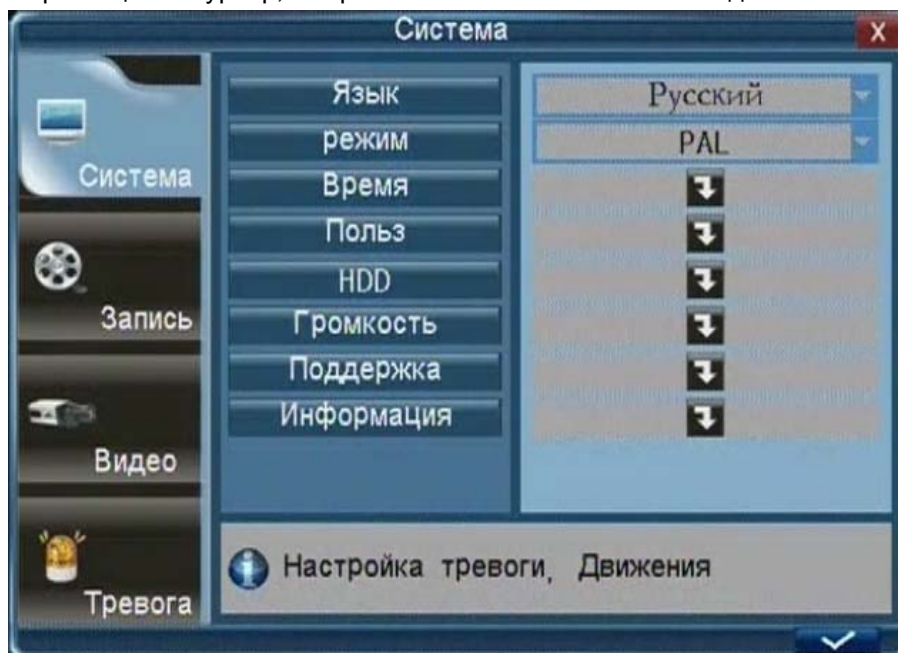 Система
X
Система
Запись
Видео
Тревога
Язык Русский
режим PAL
Время
Польз
HDD
Громкость
Поддержка
Информация
Настройка тревоги, Движения